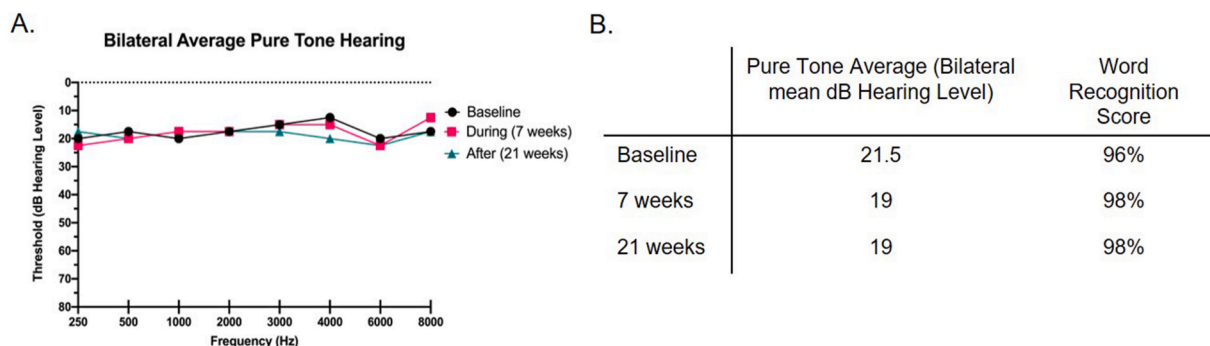 A.
Bilateral Average Pure Tone Hearing
0
10
20
30
40
50
60
70
80
Threshold (dB Hearing Level)
250 500 1000 2000 3000 4000 6000 8000
Frequency (Hz)
Baseline
During (7 weeks)
After (21 weeks)
B.
Pure Tone Average (Bilateral
mean dB Hearing Level)
Word
Recognition
Score
Baseline 21.5 96%
7 weeks 19 98%
21 weeks 19 98%